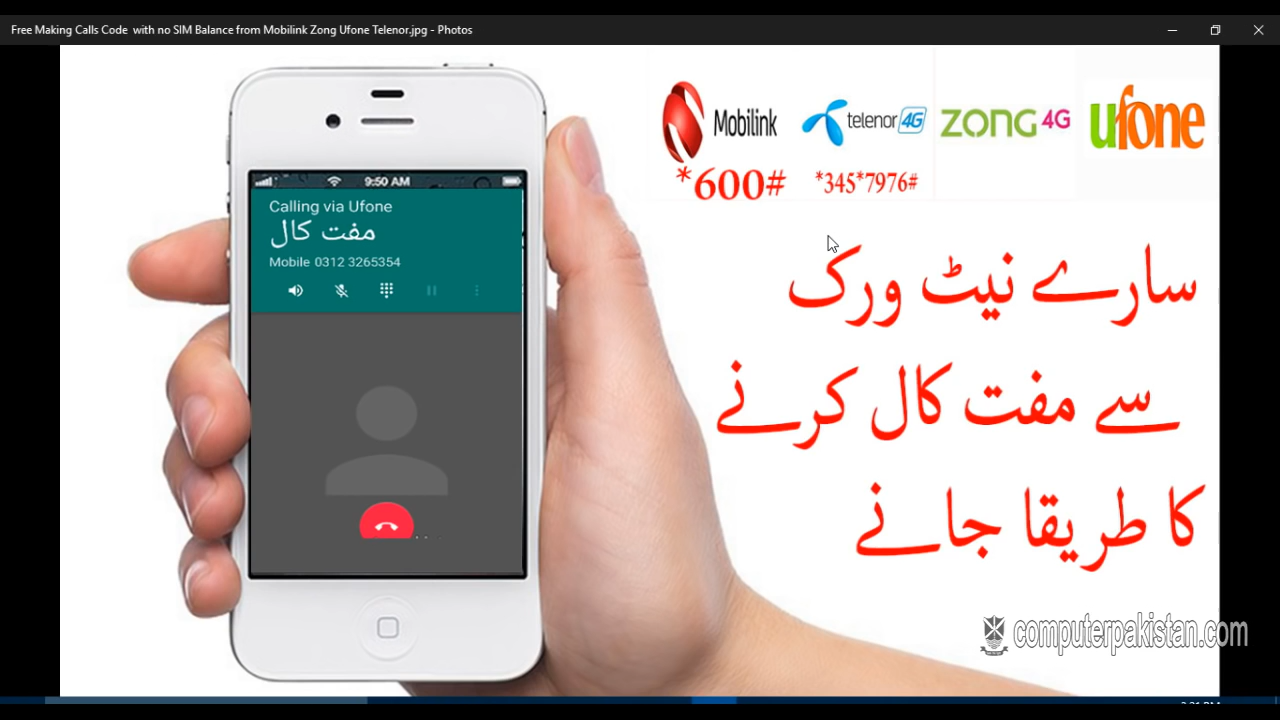 Free Making Calls Code with no SIM Balance from Mobilink Zong Ufone Telenor.jpg - Photos
Mobilink
telenor 4G
ZONG 4G
ufone
*600#
*345*7976#
9:50 AM
Calling via Ufone
مفت کال
Mobile 0312 3265354
سارے نیٹ ورک
سے مفت کال کرنے
کا طریقا جانے
computerpakistan.com